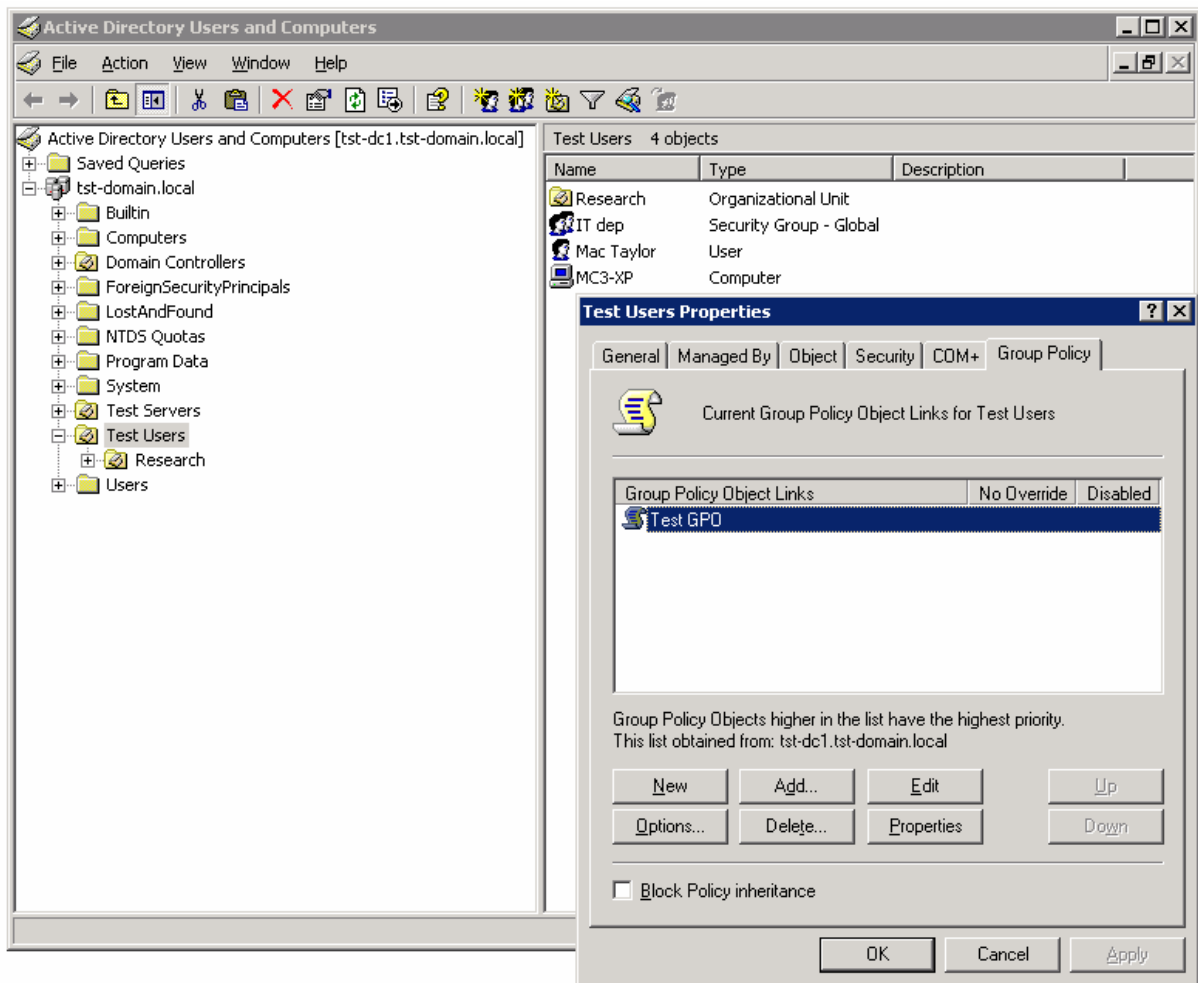 Active Directory Users and Computers
File Action View Window Help
Active Directory Users and Computers [tst-dc1.tst-domain.local]
Saved Queries
tst-domain.local
Builtin
Computers
Domain Controllers
ForeignSecurityPrincipals
LostAndFound
NTDS Quotas
Program Data
System
Test Servers
Test Users
Research
Users
Test Users 4 objects
Name Type Description
Research Organizational Unit
IT dep Security Group - Global
Mac Taylor User
MC3-XP Computer
Test Users Properties
General Managed By Object Security COM+ Group Policy
Current Group Policy Object Links for Test Users
Group Policy Object Links No Override Disabled
Test GPO
Group Policy Objects higher in the list have the highest priority.
This list obtained from: tst-dc1.tst-domain.local
New Add... Edit Up
Options... Delete... Properties Down
Block Policy inheritance
OK Cancel Apply